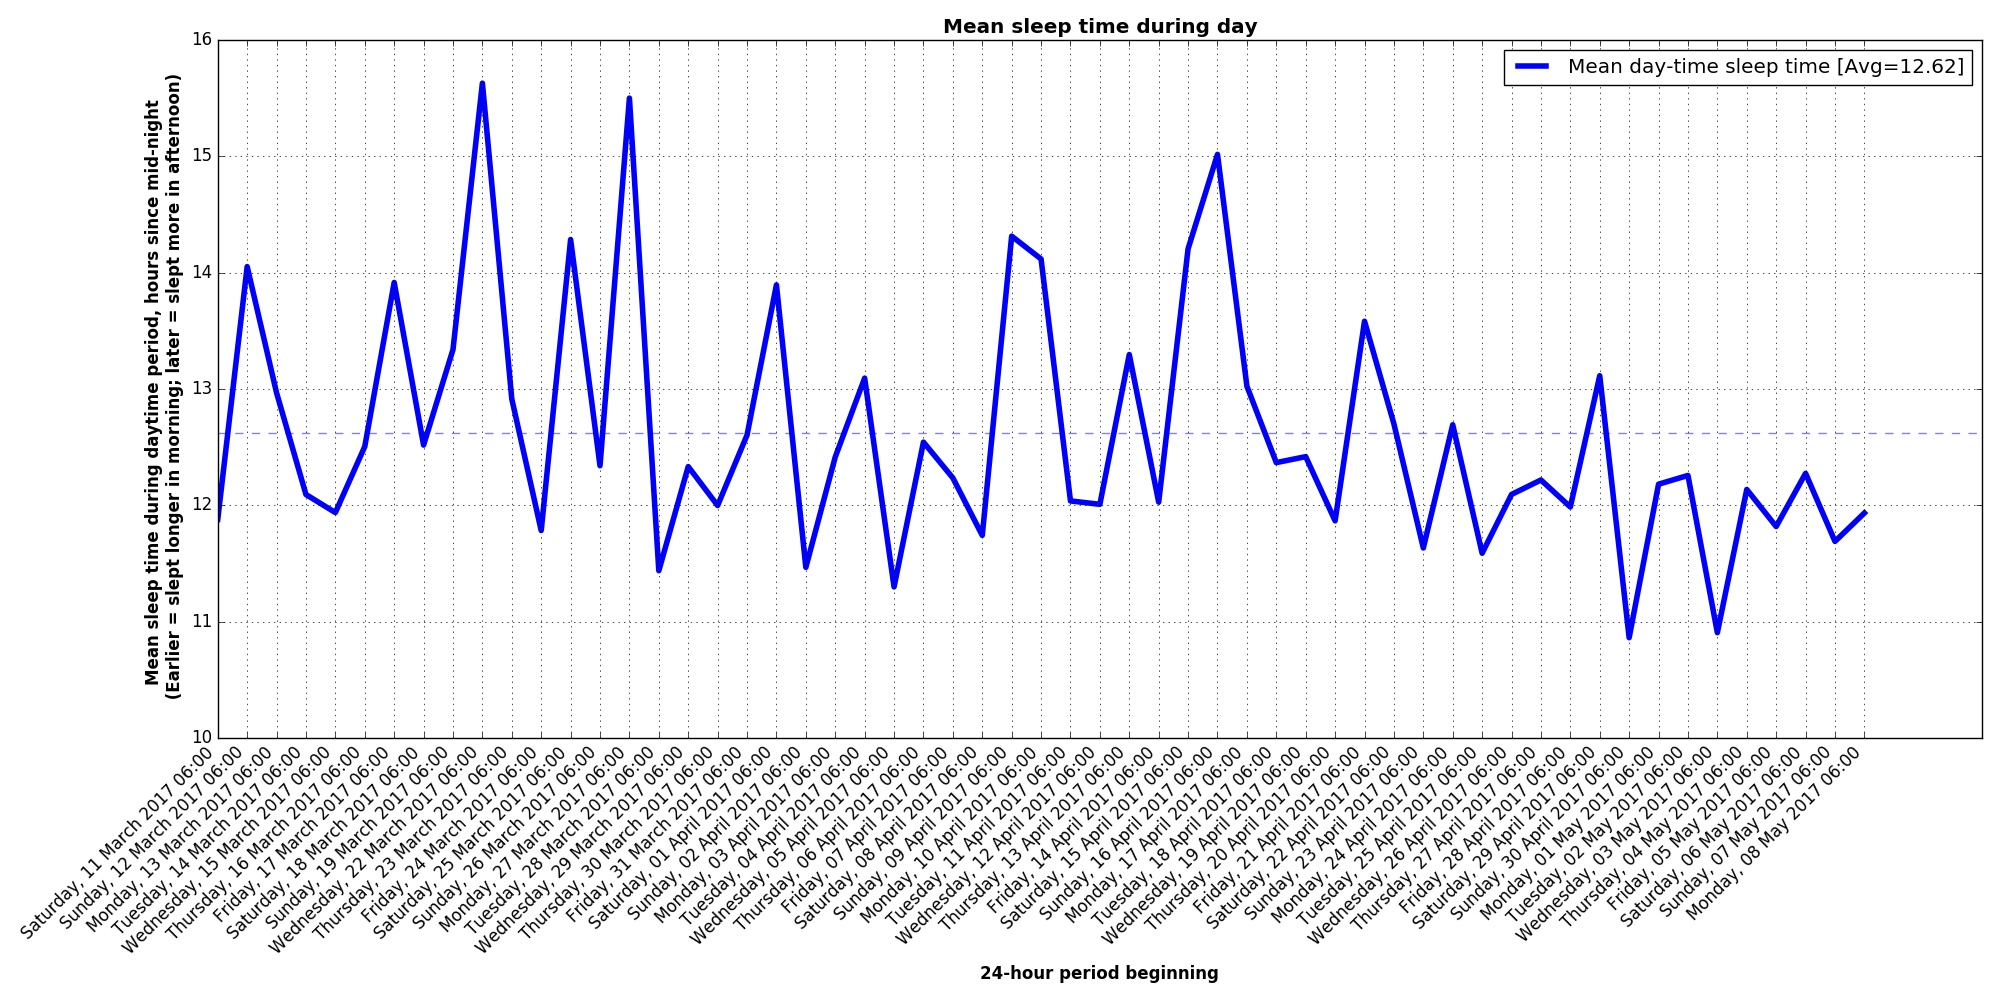 Mean sleep time during day
Mean day-time sleep time [Avg=12.62]
Mean sleep time during daytime period, hours since mid-night
(Earlier = slept longer in morning; later = slept more in afternoon)
16
15
14
13
12
11
10
Saturday, 11 March 2017 06:00
Sunday, 12 March 2017 06:00
Monday, 13 March 2017 06:00
Tuesday, 14 March 2017 06:00
Wednesday, 15 March 2017 06:00
Thursday, 16 March 2017 06:00
Friday, 17 March 2017 06:00
Saturday, 18 March 2017 06:00
Sunday, 19 March 2017 06:00
Wednesday, 22 March 2017 06:00
Thursday, 23 March 2017 06:00
Friday, 24 March 2017 06:00
Saturday, 25 March 2017 06:00
Sunday, 26 March 2017 06:00
Monday, 27 March 2017 06:00
Tuesday, 28 March 2017 06:00
Wednesday, 29 March 2017 06:00
Thursday, 30 March 2017 06:00
Friday, 31 March 2017 06:00
Saturday, 01 April 2017 06:00
Sunday, 02 April 2017 06:00
Monday, 03 April 2017 06:00
Tuesday, 04 April 2017 06:00
Wednesday, 05 April 2017 06:00
Thursday, 06 April 2017 06:00
Friday, 07 April 2017 06:00
Saturday, 08 April 2017 06:00
Sunday, 09 April 2017 06:00
Monday, 10 April 2017 06:00
Tuesday, 11 April 2017 06:00
Wednesday, 12 April 2017 06:00
Thursday, 13 April 2017 06:00
Friday, 14 April 2017 06:00
Saturday, 15 April 2017 06:00
Sunday, 16 April 2017 06:00
Monday, 17 April 2017 06:00
Tuesday, 18 April 2017 06:00
Wednesday, 19 April 2017 06:00
Thursday, 20 April 2017 06:00
Friday, 21 April 2017 06:00
Saturday, 22 April 2017 06:00
Sunday, 23 April 2017 06:00
Monday, 24 April 2017 06:00
Tuesday, 25 April 2017 06:00
Wednesday, 26 April 2017 06:00
Thursday, 27 April 2017 06:00
Friday, 28 April 2017 06:00
Saturday, 29 April 2017 06:00
Sunday, 30 April 2017 06:00
Monday, 01 May 2017 06:00
Tuesday, 02 May 2017 06:00
Wednesday, 03 May 2017 06:00
Thursday, 04 May 2017 06:00
Friday, 05 May 2017 06:00
Saturday, 06 May 2017 06:00
Sunday, 07 May 2017 06:00
Monday, 08 May 2017 06:00
24-hour period beginning